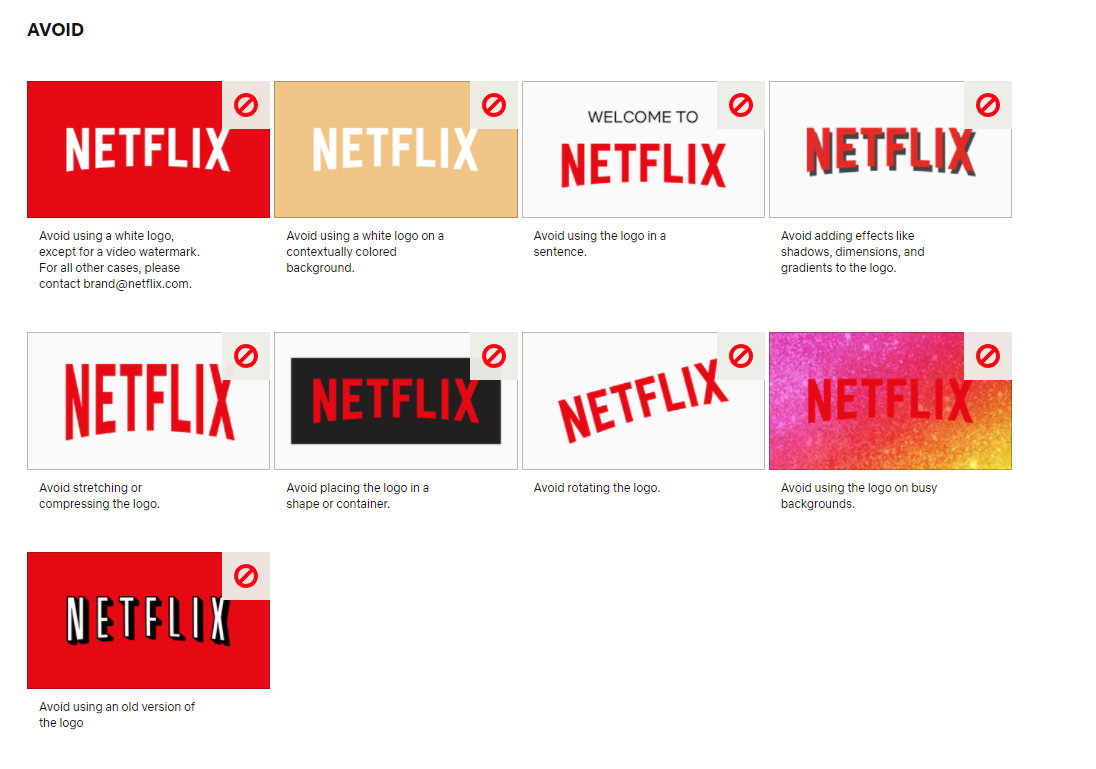 AVOID
NETFLIX
Avoid using a white logo,
except for a video watermark.
For all other cases, please
contact brand@netflix.com.
NETFLIX
Avoid using a white logo on a
contextually colored
background.
WELCOME TO
NETFLIX
Avoid using the logo in a
sentence.
NETFLIX
Avoid adding effects like
shadows, dimensions, and
gradients to the logo.
NETFLIX
Avoid stretching or
compressing the logo.
NETFLIX
Avoid placing the logo in a
shape or container.
NETFLIX
Avoid rotating the logo.
NETFLIX
Avoid using the logo on busy
backgrounds.
NETFLIX
Avoid using an old version of
the logo